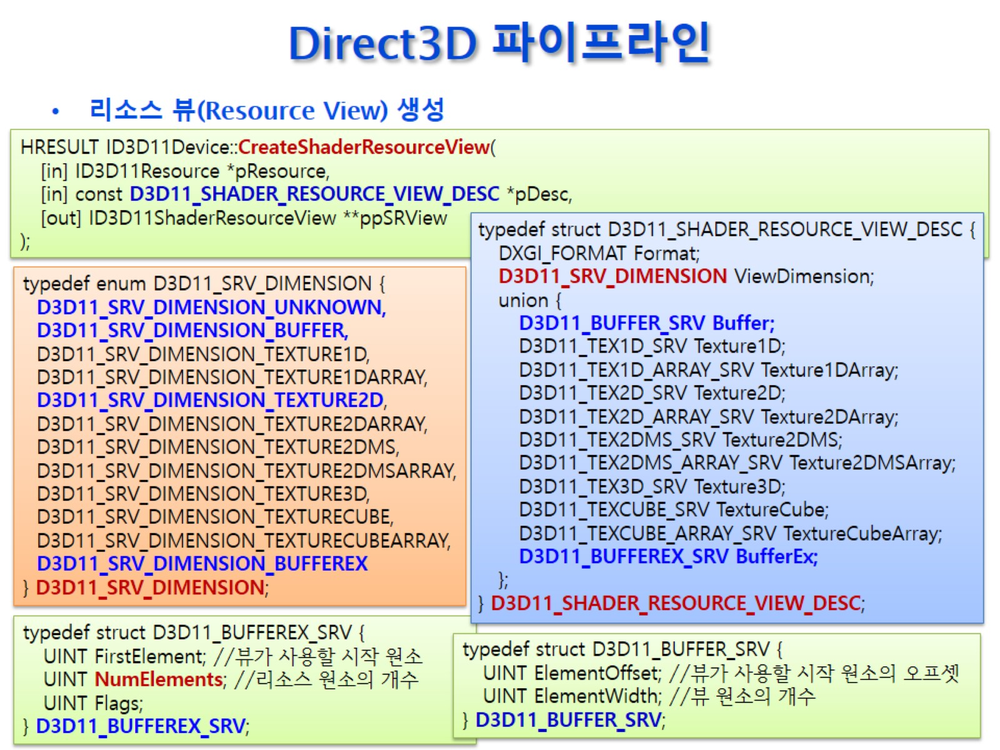 Direct3D 파이프라인
• 리소스 뷰(Resource View) 생성
HRESULT ID3D11Device::CreateShaderResourceView(
[in] ID3D11Resource *pResource,
[in] const D3D11_SHADER_RESOURCE_VIEW_DESC *pDesc,
[out] ID3D11ShaderResourceView **ppSRView
);
typedef struct D3D11_SHADER_RESOURCE_VIEW_DESC {
DXGI_FORMAT Format;
D3D11_SRV_DIMENSION ViewDimension;
union {
D3D11_BUFFER_SRV Buffer;
D3D11_TEX1D_SRV Texture1D;
D3D11_TEX1D_ARRAY_SRV Texture1DArray;
D3D11_TEX2D_SRV Texture2D;
D3D11_TEX2D_ARRAY_SRV Texture2DArray;
D3D11_TEX2DMS_SRV Texture2DMS;
D3D11_TEX2DMS_ARRAY_SRV Texture2DMSArray;
D3D11_TEX3D_SRV Texture3D;
D3D11_TEXCUBE_SRV TextureCube;
D3D11_TEXCUBE_ARRAY_SRV TextureCubeArray;
D3D11_BUFFEREX_SRV BufferEx;
};
} D3D11_SHADER_RESOURCE_VIEW_DESC;
typedef enum D3D11_SRV_DIMENSION {
D3D11_SRV_DIMENSION_UNKNOWN,
D3D11_SRV_DIMENSION_BUFFER,
D3D11_SRV_DIMENSION_TEXTURE1D,
D3D11_SRV_DIMENSION_TEXTURE1DARRAY,
D3D11_SRV_DIMENSION_TEXTURE2D,
D3D11_SRV_DIMENSION_TEXTURE2DARRAY,
D3D11_SRV_DIMENSION_TEXTURE2DMS,
D3D11_SRV_DIMENSION_TEXTURE2DMSARRAY,
D3D11_SRV_DIMENSION_TEXTURE3D,
D3D11_SRV_DIMENSION_TEXTURECUBE,
D3D11_SRV_DIMENSION_TEXTURECUBEARRAY,
D3D11_SRV_DIMENSION_BUFFEREX
} D3D11_SRV_DIMENSION;
typedef struct D3D11_BUFFEREX_SRV {
UINT FirstElement; //뷰가 사용할 시작 원소
UINT NumElements; //리소스 원소의 개수
UINT Flags;
} D3D11_BUFFEREX_SRV;
typedef struct D3D11_BUFFER_SRV {
UINT ElementOffset; //뷰가 사용할 시작 원소의 오프셋
UINT ElementWidth; //뷰 원소의 개수
} D3D11_BUFFER_SRV;